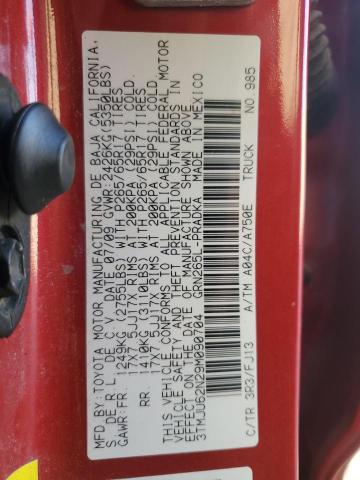 MFD.BY:TOYOTA MOTOR MANUFACTURING DE BAJA CALIFORNIA,
S. DE R.L. DE C.V. DATE:07/09 GVWR:2426KG(5350LBS)
GAWR:FR. 1249KG (2755LBS) WITH P265/65R17 TIRES
17X7.5JJ17X RIMS AT 200KPA (29PSI) COLD.
RR. 1410KG (3110LBS) WITH P265/65R17 TIRES
17X7.5JJ17X RIMS AT 200KPA (29PSI) COLD.
THIS VEHICLE CONFORMS TO ALL APPLICABLE FEDERAL MOTOR
VEHICLE SAFETY AND THEFT PREVENTION STANDARDS IN
EFFECT ON THE DATE OF MANUFACTURE SHOWN ABOVE.
3TMJU62N29M090704 GRN265L-PRADKA MADE IN MEXICO
C/TR 3R3/FJ13 A/TM A04C/A750E TRUCK NO 985